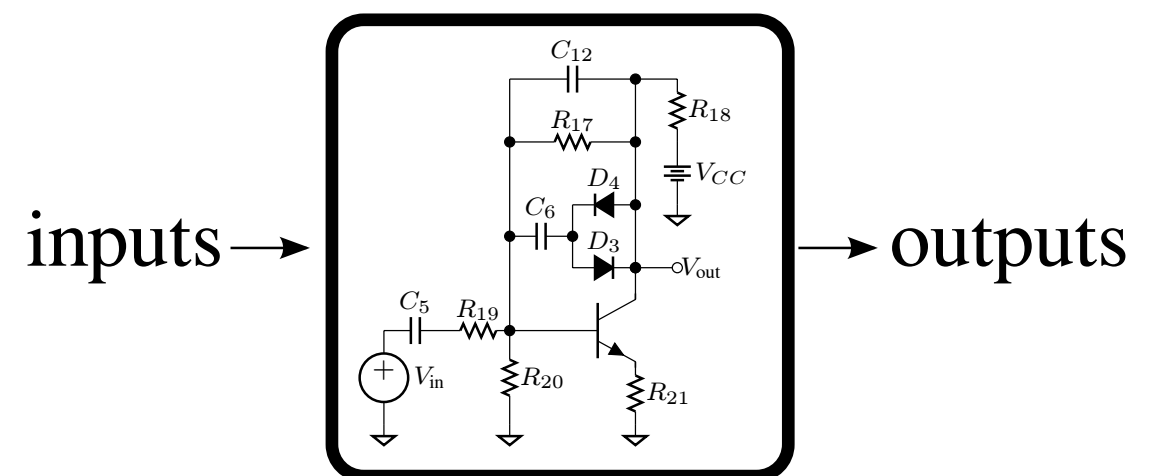 C12
R17
R18
VCC
D4
C6
D3
inputs
outputs
Vout
C5
R19
+
Vin
R20
R21